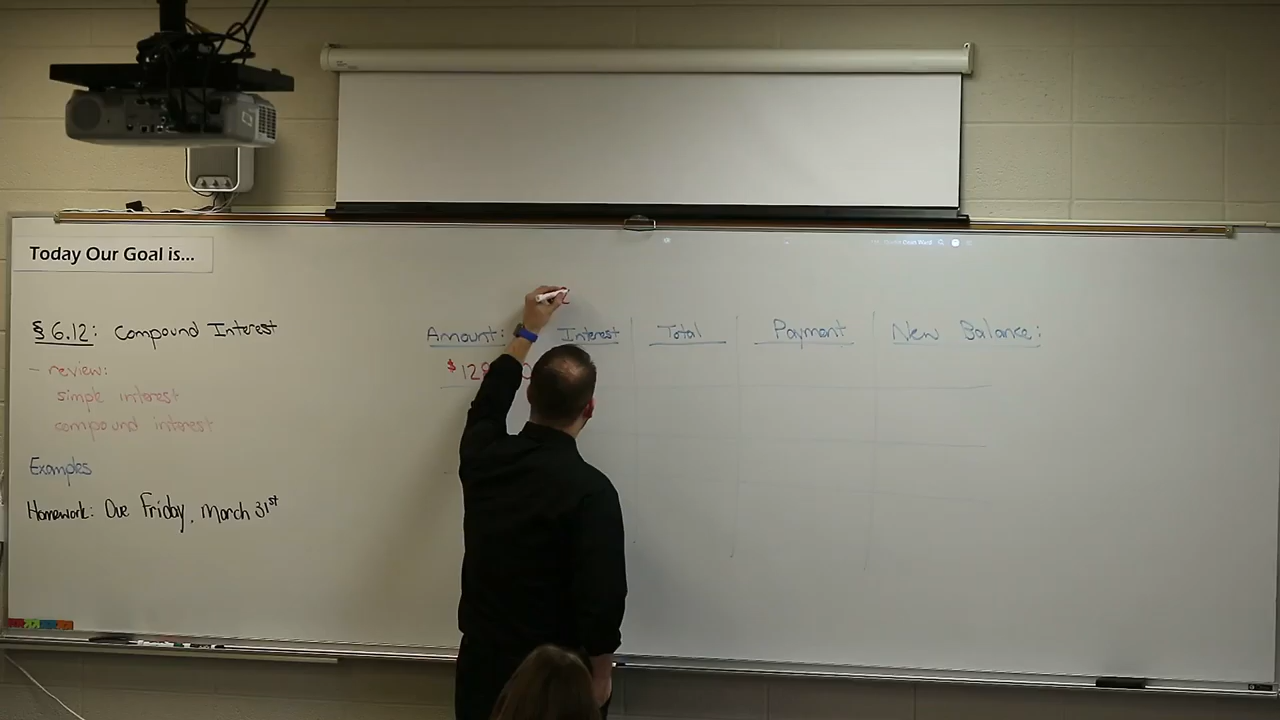 Today Our Goal is...
§ 6.12: Compound Interest
- review:
simple interest
compound interest
Examples
Homework: Due Friday, March 31st
Amount: Interest Total Payment New Balance: